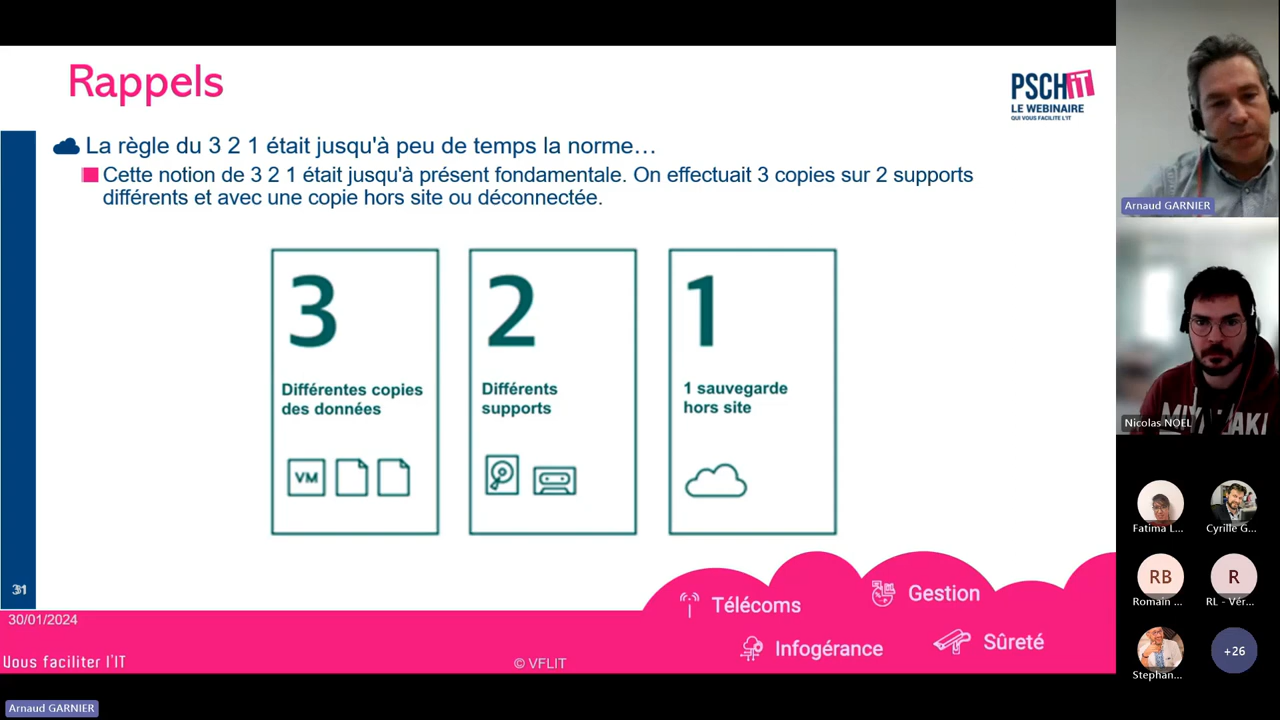 Rappels
PSCHiT
LE WEBINAIRE
QUI VOUS FACILITE L'IT
La règle du 3 2 1 était jusqu'à peu de temps la norme…
Cette notion de 3 2 1 était jusqu'à présent fondamentale. On effectuait 3 copies sur 2 supports
différents et avec une copie hors site ou déconnectée.
3
Différentes copies
des données
VM
2
Différents
supports
1
1 sauvegarde
hors site
30/01/2024
Vous faciliter l'IT
© VFLIT
Télécoms
Gestion
Infogérance
Sûreté
Arnaud GARNIER
Arnaud GARNIER
Nicolas NOEL
Fatima L...
Cyrille G...
RB
Romain ...
R
RL - Vér...
Stephan...
+26